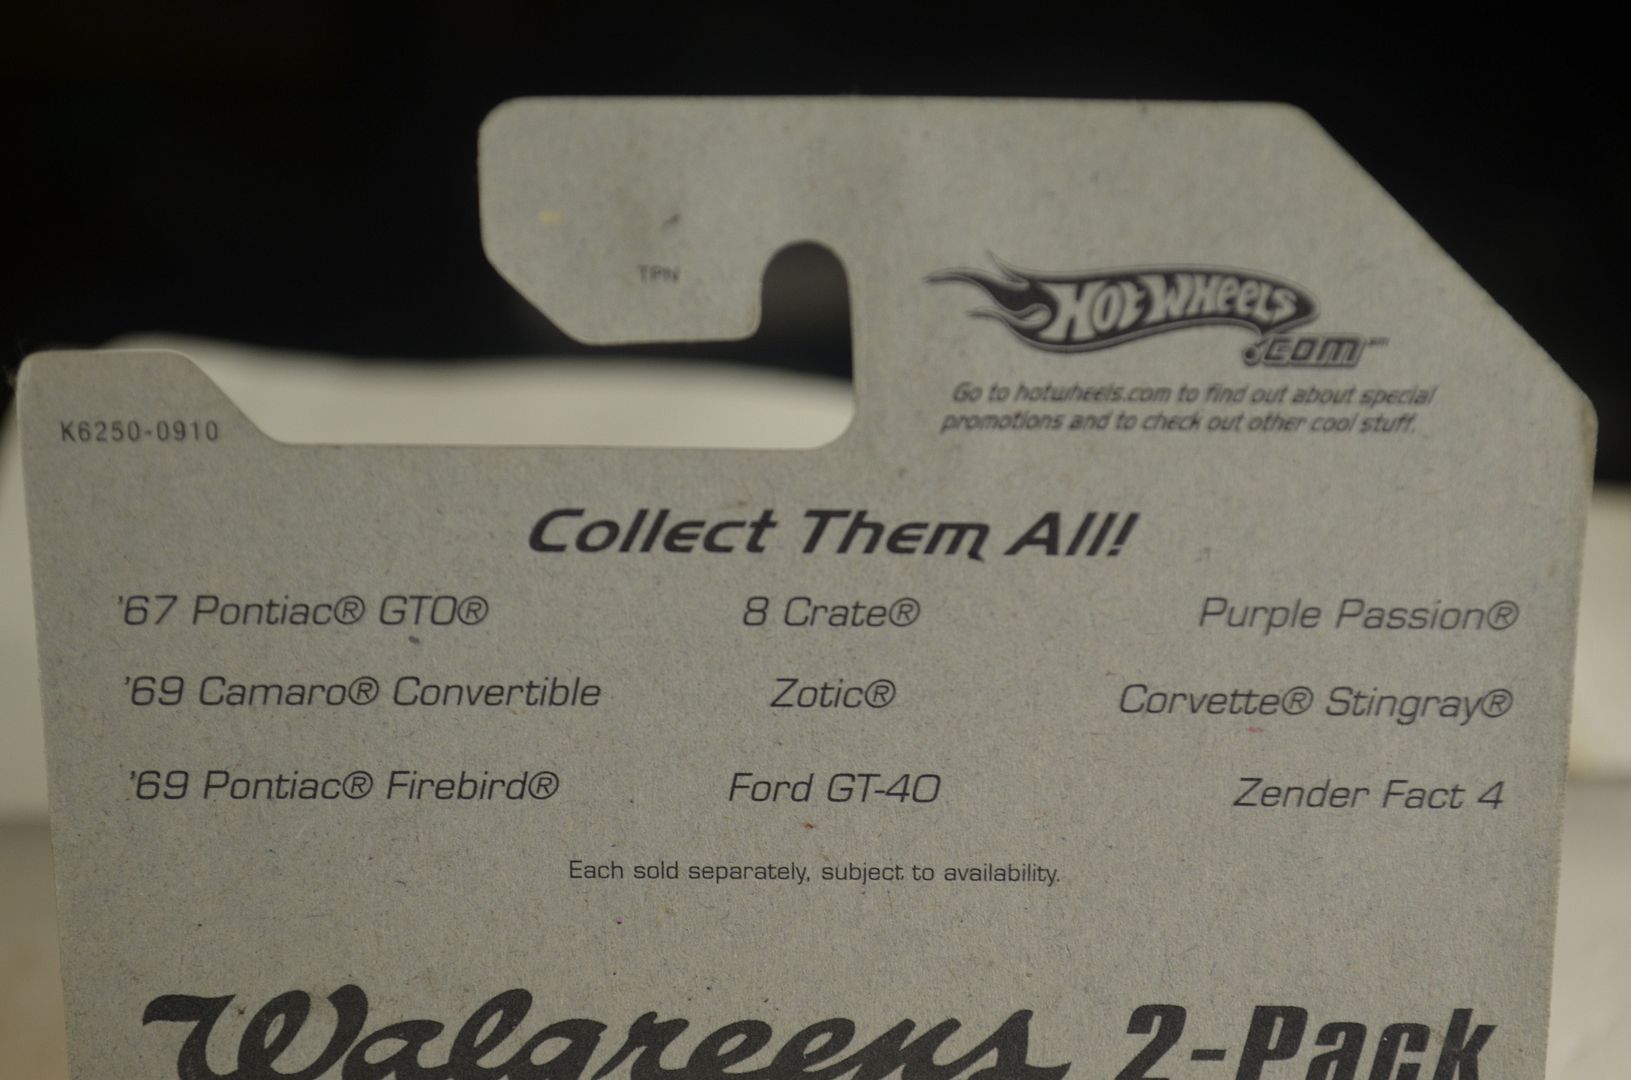 TPN
HOT WHEELS
.COM
Go to hotwheels.com to find out about special
promotions and to check out other cool stuff.
K6250-0910
Collect Them All!
'67 Pontiac® GTO®
8 Crate®
Purple Passion®
'69 Camaro® Convertible
Zotic®
Corvette® Stingray®
'69 Pontiac® Firebird®
Ford GT-40
Zender Fact 4
Each sold separately, subject to availability.
Walgreens 2-Pack